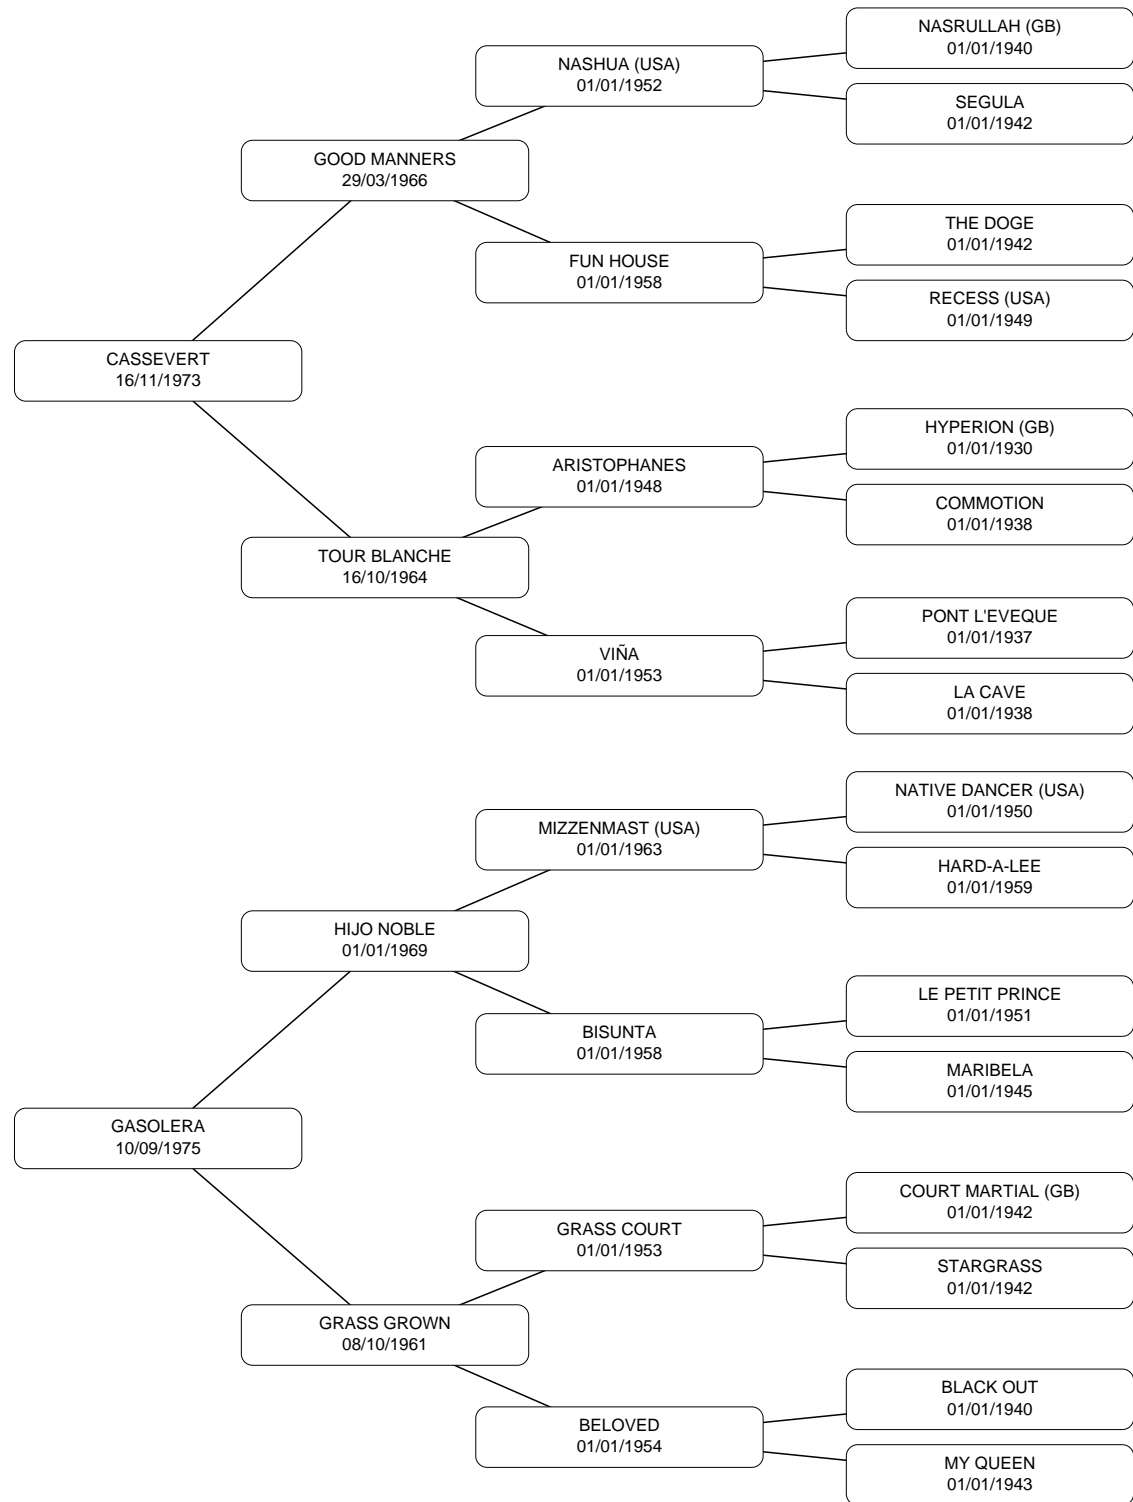 NASRULLAH (GB)
01/01/1940
NASHUA (USA)
01/01/1952
SEGULA
01/01/1942
GOOD MANNERS
29/03/1966
THE DOGE
01/01/1942
FUN HOUSE
01/01/1958
RECESS (USA)
01/01/1949
CASSEVERT
16/11/1973
HYPERION (GB)
01/01/1930
ARISTOPHANES
01/01/1948
COMMOTION
01/01/1938
TOUR BLANCHE
16/10/1964
PONT L'EVEQUE
01/01/1937
VIÑA
01/01/1953
LA CAVE
01/01/1938
NATIVE DANCER (USA)
01/01/1950
MIZZENMAST (USA)
01/01/1963
HARD-A-LEE
01/01/1959
HIJO NOBLE
01/01/1969
LE PETIT PRINCE
01/01/1951
BISUNTA
01/01/1958
MARIBELA
01/01/1945
GASOLERA
10/09/1975
COURT MARTIAL (GB)
01/01/1942
GRASS COURT
01/01/1953
STARGRASS
01/01/1942
GRASS GROWN
08/10/1961
BLACK OUT
01/01/1940
BELOVED
01/01/1954
MY QUEEN
01/01/1943